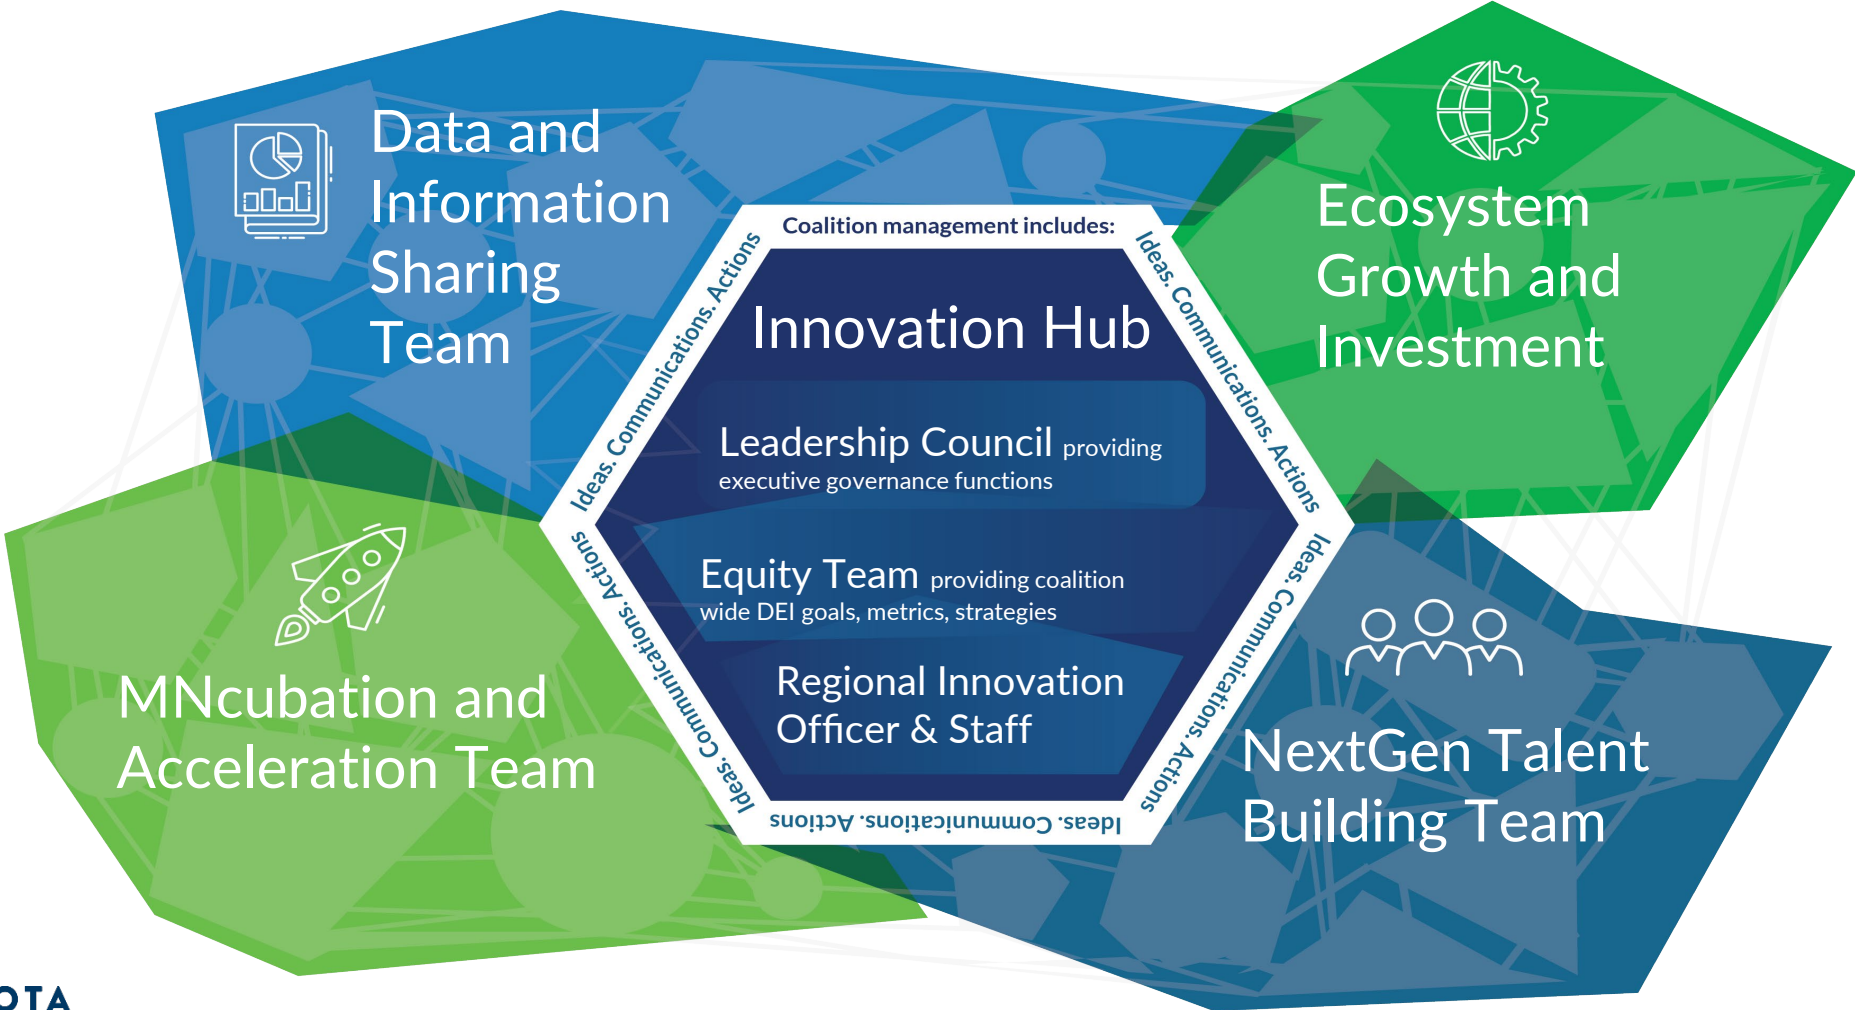 Data and
Information
Sharing
Team
Ecosystem
Growth and
Investment
Coalition management includes:
Ideas. Communications. Actions
Ideas. Communications. Actions
Innovation Hub
Leadership Council providing
executive governance functions
Equity Team providing coalition
wide DEI goals, metrics, strategies
Regional Innovation
Officer & Staff
Ideas. Communications. Actions
Ideas. Communications. Actions
Ideas. Communications. Actions
MNcubation and
Acceleration Team
NextGen Talent
Building Team
OTA